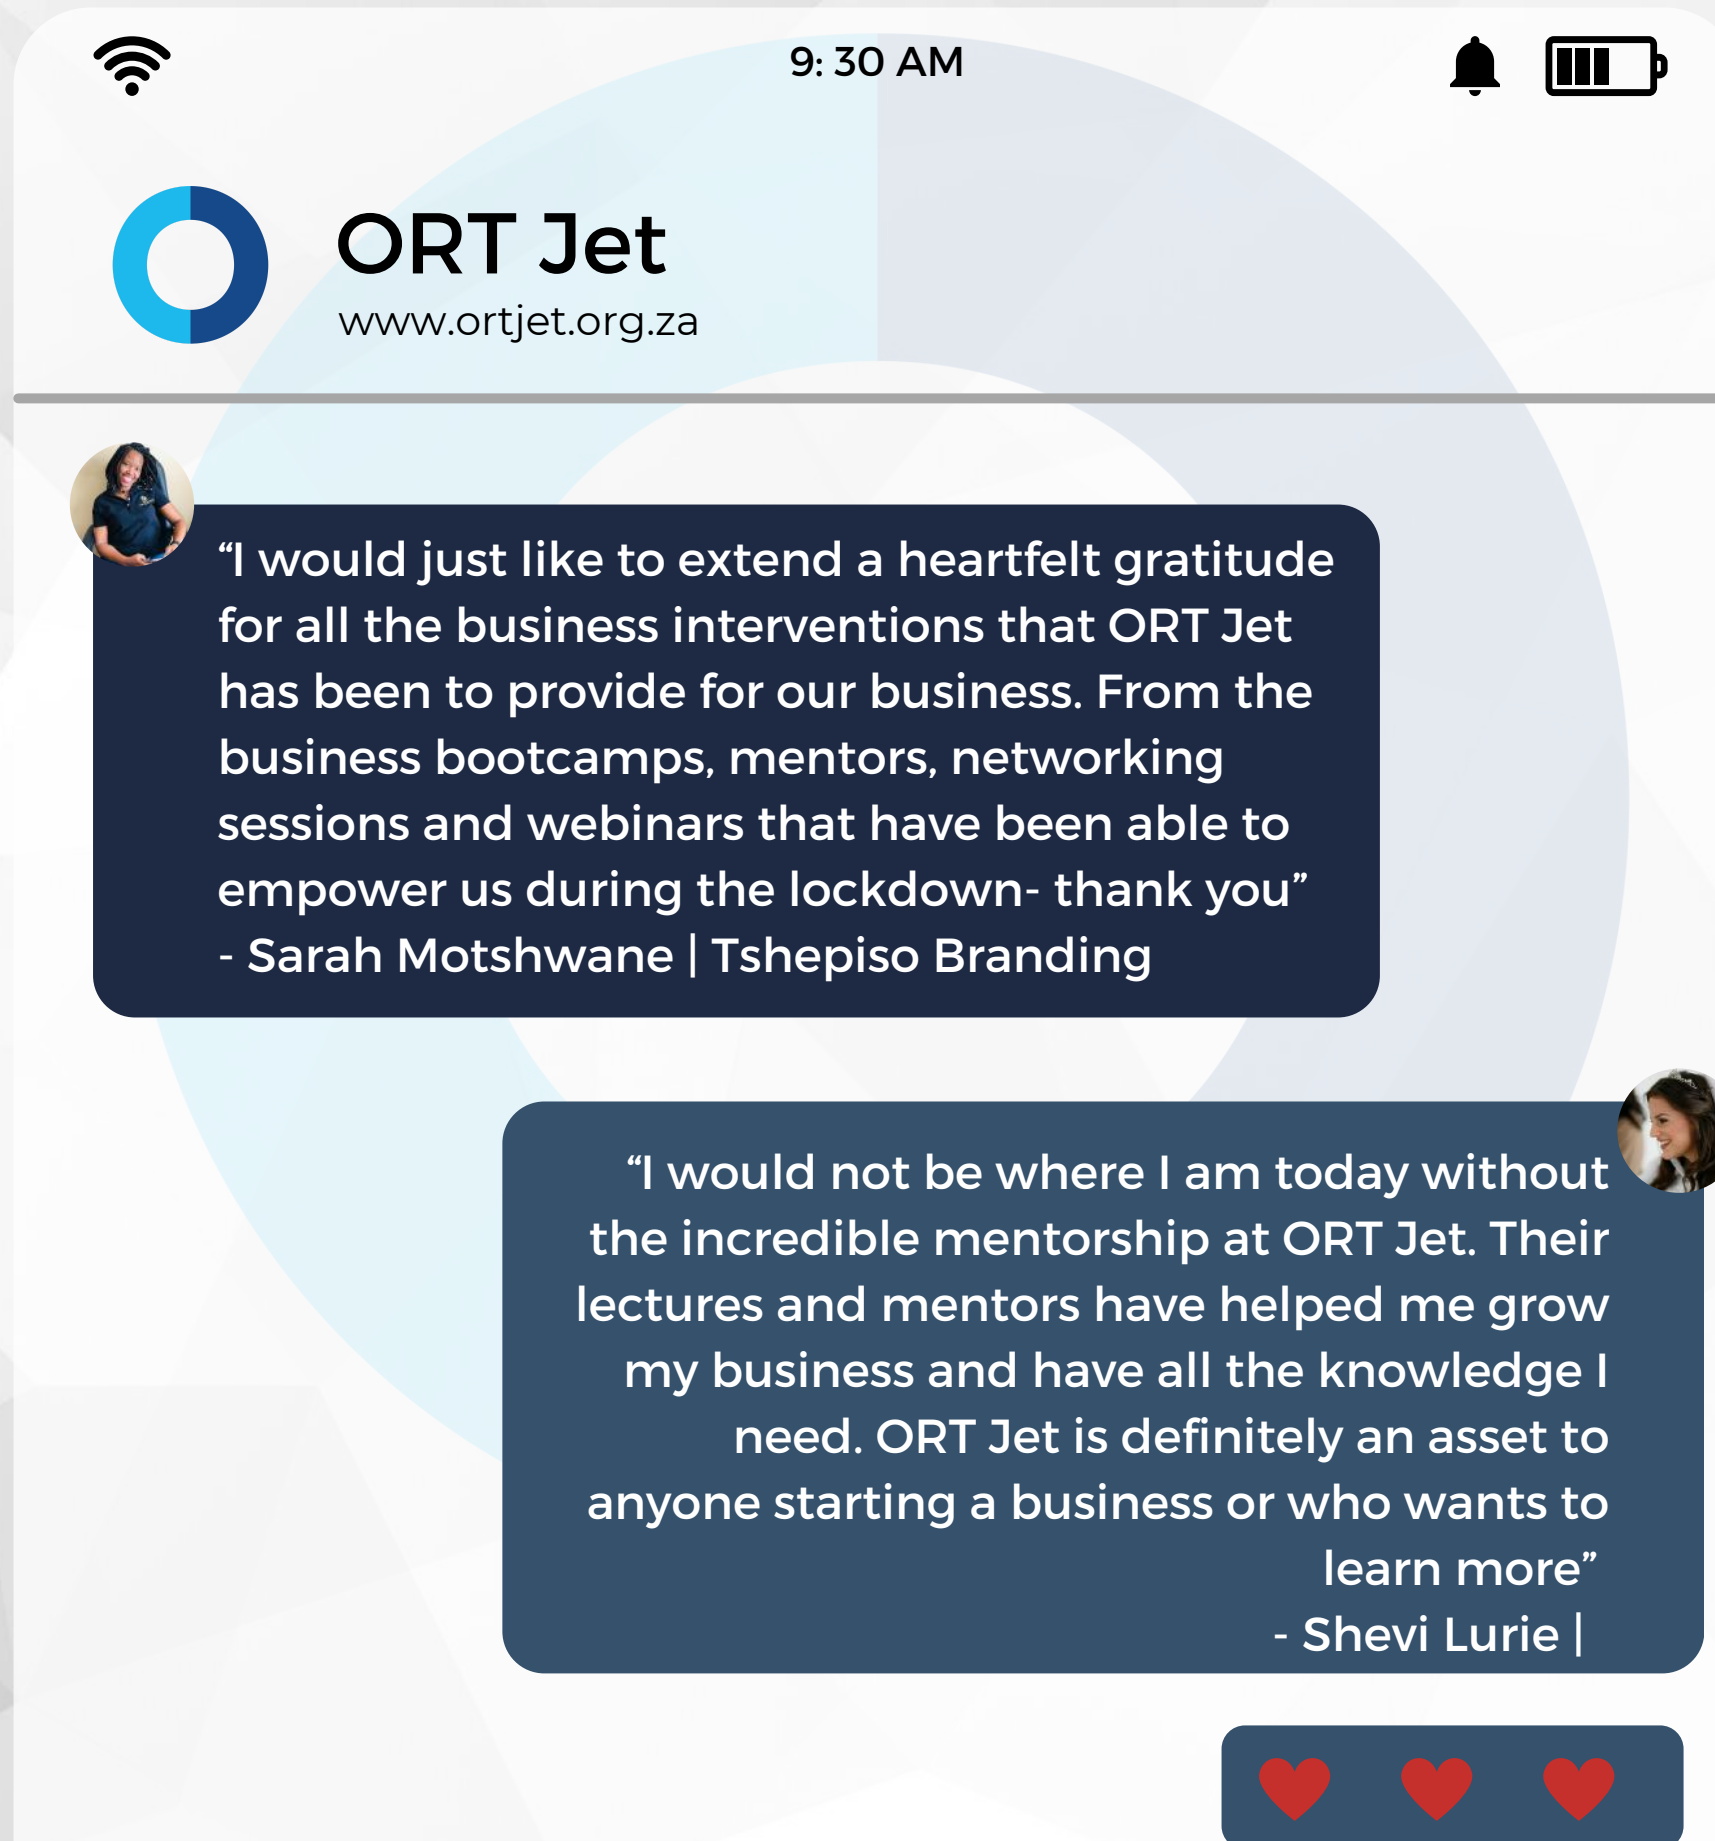 9: 30 AM
ORT Jet
www.ortjet.org.za
“I would just like to extend a heartfelt gratitude
for all the business interventions that ORT Jet
has been to provide for our business. From the
business bootcamps, mentors, networking
sessions and webinars that have been able to
empower us during the lockdown- thank you”
- Sarah Motshwane | Tshepiso Branding
“I would not be where I am today without
the incredible mentorship at ORT Jet. Their
lectures and mentors have helped me grow
my business and have all the knowledge I
need. ORT Jet is definitely an asset to
anyone starting a business or who wants to
learn more”
- Shevi Lurie |